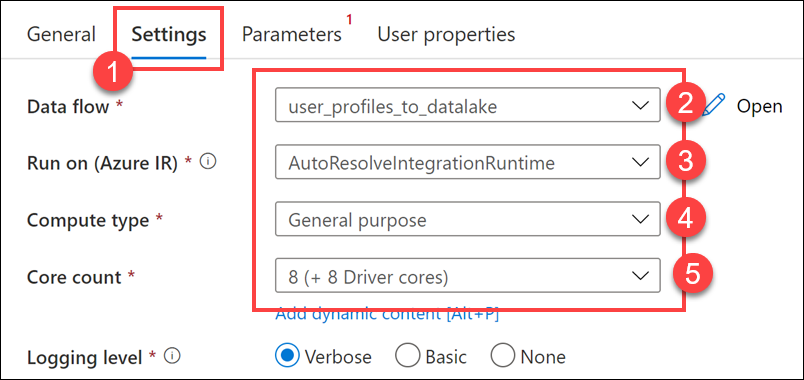 General Settings Parameters 1 User properties
1
Data flow * user_profiles_to_datalake 2 Open
Run on (Azure IR) * AutoResolveIntegrationRuntime 3
Compute type * General purpose 4
Core count * 8 (+ 8 Driver cores) 5
Add dynamic content [Alt+P]
Logging level * Verbose Basic None